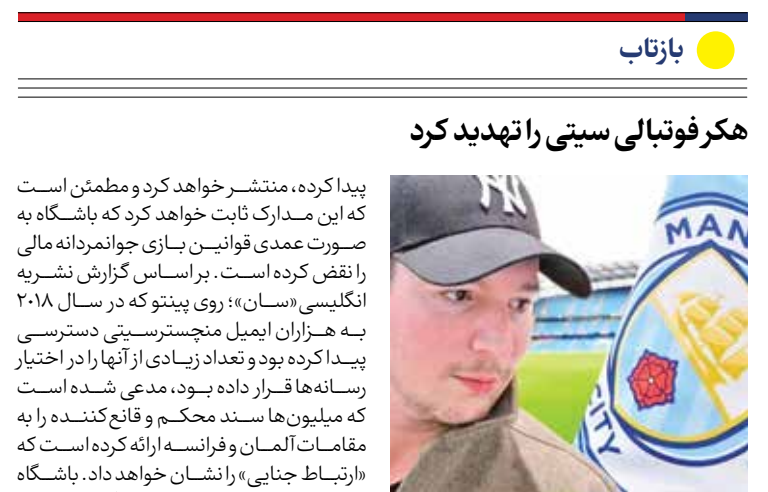 بازتاب
هکر فوتبالی سیتی را تهدید کرد
پیدا کرده، منتشر خواهد کرد و مطمئن است
که این مدارک ثابت خواهد کرد که باشگاه به
صورت عمدی قوانین بازی جوانمردانه مالی
را نقض کرده است. بر اساس گزارش نشریه
انگلیسی «سان»؛ روی پینتو که در سال ۲۰۱۸
به هزاران ایمیل منچسترسیتی دسترسی
پیدا کرده بود و تعداد زیادی از آنها را در اختیار
رسانه‌ها قرار داده بود، مدعی شده است
که میلیون‌ها سند محکم و قانع‌کننده را به
مقامات آلمان و فرانسه ارائه کرده است که
«ارتباط جنایی» را نشان خواهد داد. باشگاه
NY
MAN
CITY